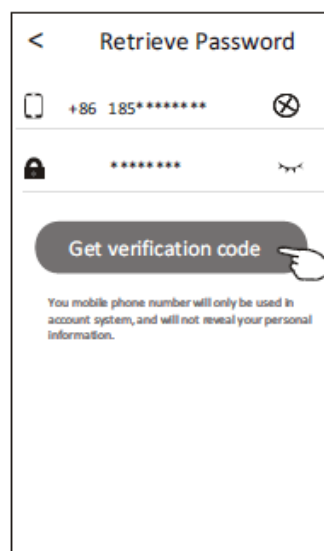 < Retrieve Password
+86 185********
********
Get verification code
You mobile phone number will only be used in
account system, and will not reveal your personal
information.